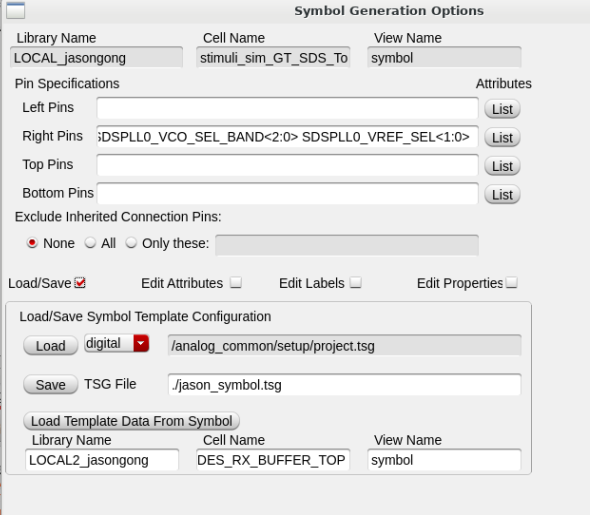 Symbol Generation Options
Library Name Cell Name View Name
LOCAL_jasongong stimuli_sim_GT_SDS_To symbol
Pin Specifications Attributes
Left Pins List
Right Pins SDSPLL0_VCO_SEL_BAND<2:0> SDSPLL0_VREF_SEL<1:0> List
Top Pins List
Bottom Pins List
Exclude Inherited Connection Pins:
None All Only these:
Load/Save Edit Attributes Edit Labels Edit Properties
Load/Save Symbol Template Configuration
Load digital /analog_common/setup/project.tsg
Save TSG File ./jason_symbol.tsg
Load Template Data From Symbol
Library Name Cell Name View Name
LOCAL2_jasongong DES_RX_BUFFER_TOP symbol